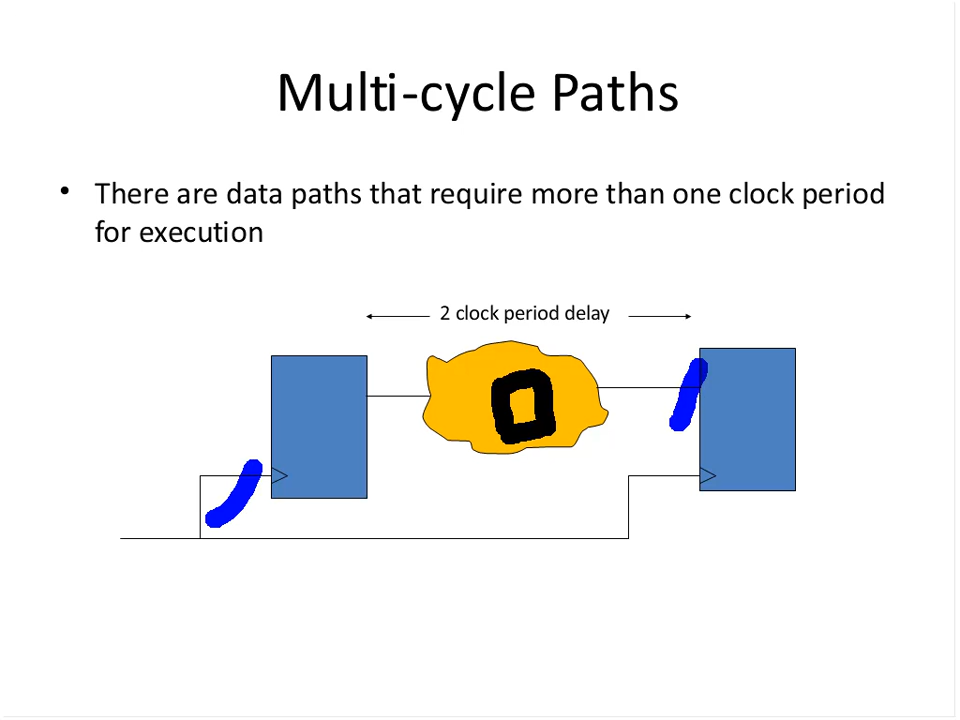 Multi-cycle Paths
• There are data paths that require more than one clock period
for execution
2 clock period delay